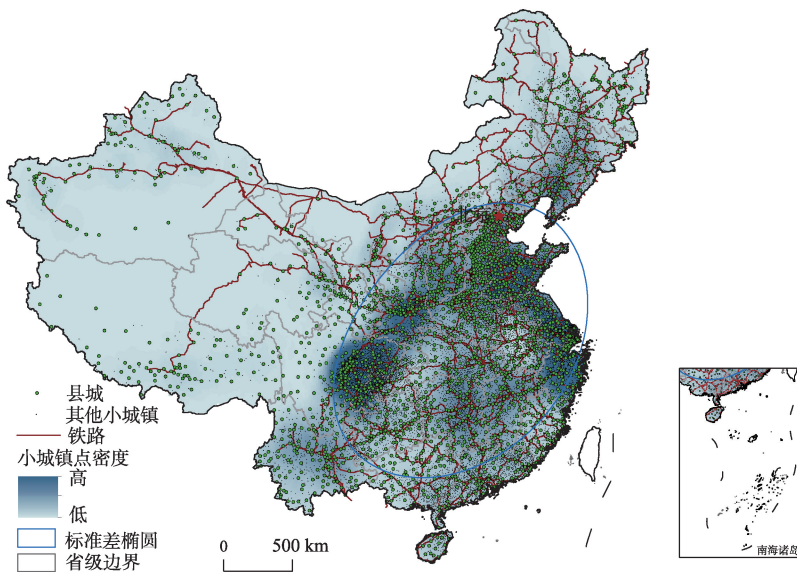 北京
县城
其他小城镇
铁路
小城镇点密度
高
低
标准差椭圆
省级边界
0 500 km
南海诸岛